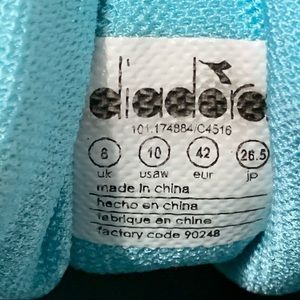 diadora
101.174884/C4516
8 10 42 26.5
uk usaw eur jp
made in china
hecho en china
fabrique en chine
factory code 90248